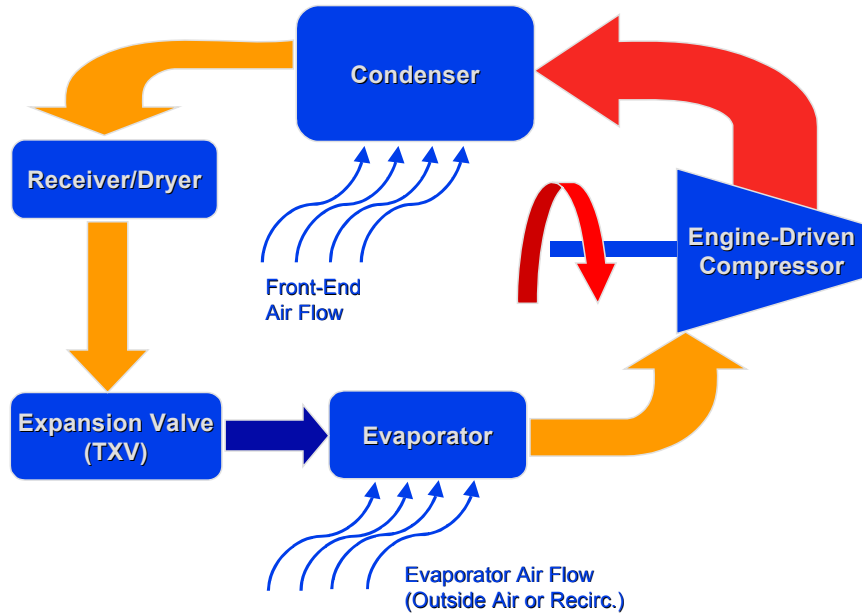 Condenser
Receiver/Dryer
Engine-Driven
Compressor
Front-End
Air Flow
Expansion Valve
(TXV)
Evaporator
Evaporator Air Flow
(Outside Air or Recirc.)